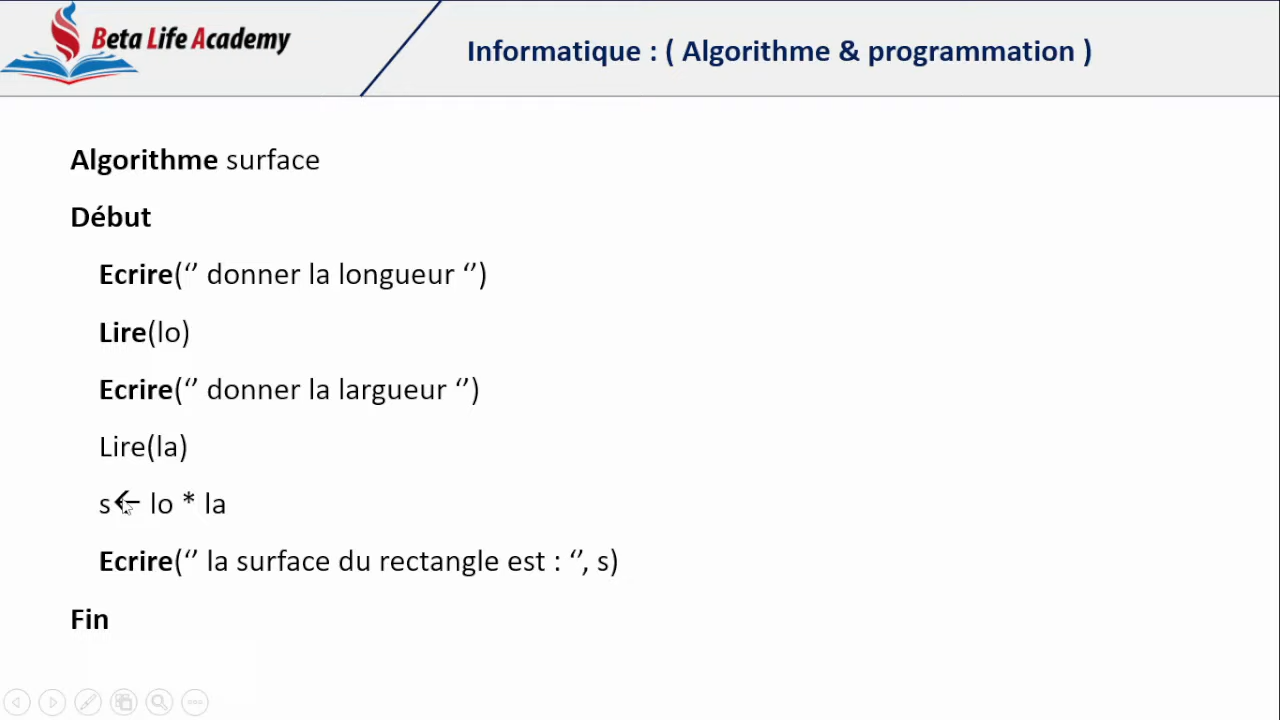 Beta Life Academy
Informatique : ( Algorithme & programmation )
Algorithme surface
Début
Ecrire(‘’ donner la longueur ‘’)
Lire(lo)
Ecrire(‘’ donner la largueur ‘’)
Lire(la)
s← lo * la
Ecrire(‘’ la surface du rectangle est : ‘’, s)
Fin